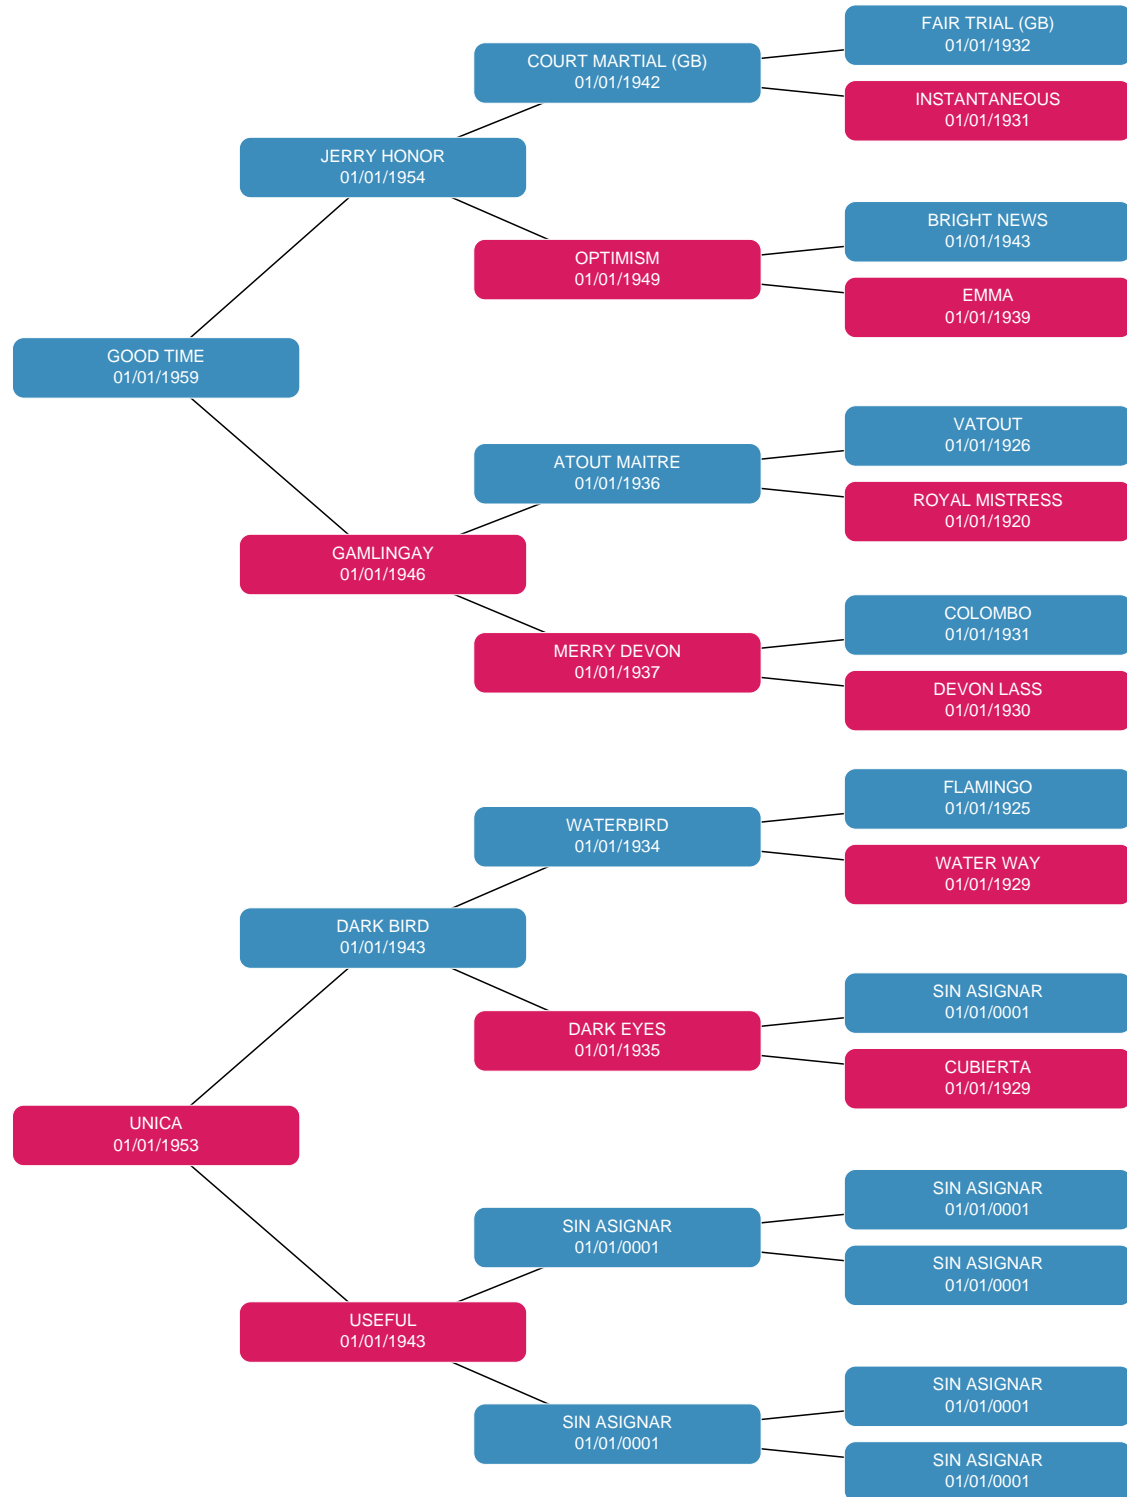 FAIR TRIAL (GB)
01/01/1932
COURT MARTIAL (GB)
01/01/1942
INSTANTANEOUS
01/01/1931
JERRY HONOR
01/01/1954
BRIGHT NEWS
01/01/1943
OPTIMISM
01/01/1949
EMMA
01/01/1939
GOOD TIME
01/01/1959
VATOUT
01/01/1926
ATOUT MAITRE
01/01/1936
ROYAL MISTRESS
01/01/1920
GAMLINGAY
01/01/1946
COLOMBO
01/01/1931
MERRY DEVON
01/01/1937
DEVON LASS
01/01/1930
FLAMINGO
01/01/1925
WATERBIRD
01/01/1934
WATER WAY
01/01/1929
DARK BIRD
01/01/1943
SIN ASIGNAR
01/01/0001
DARK EYES
01/01/1935
CUBIERTA
01/01/1929
UNICA
01/01/1953
SIN ASIGNAR
01/01/0001
SIN ASIGNAR
01/01/0001
SIN ASIGNAR
01/01/0001
USEFUL
01/01/1943
SIN ASIGNAR
01/01/0001
SIN ASIGNAR
01/01/0001
SIN ASIGNAR
01/01/0001